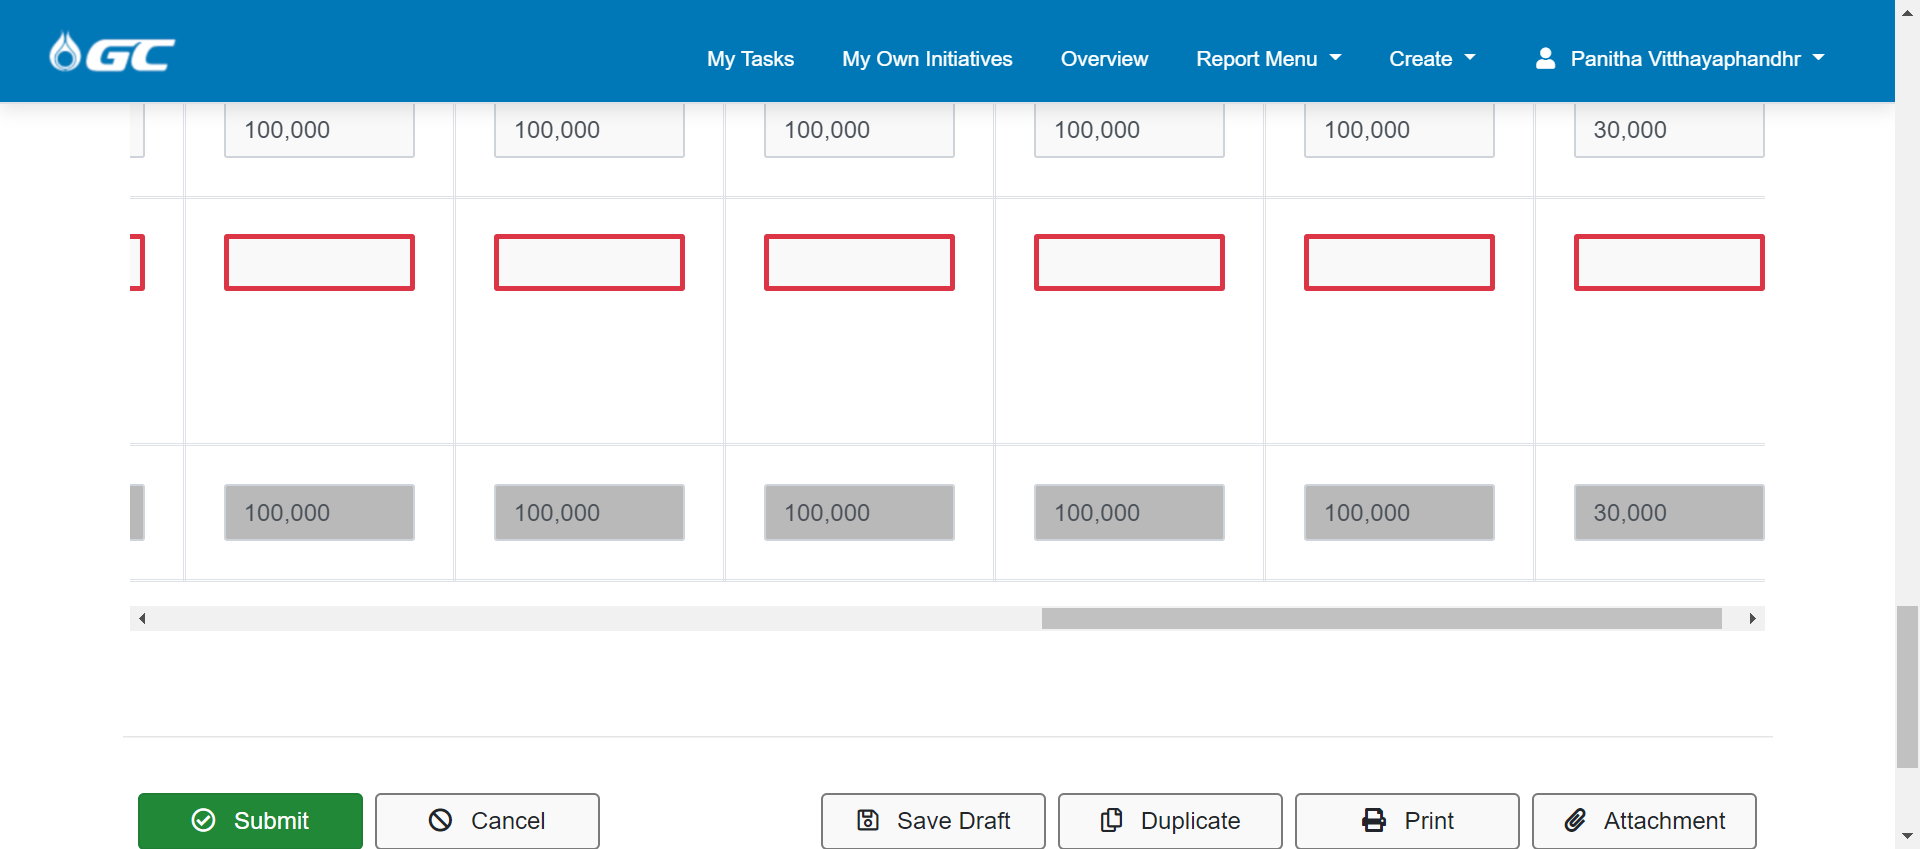 GC
My Tasks My Own Initiatives Overview Report Menu Create Panitha Vitthayaphandhr
100,000 100,000 100,000 100,000 100,000 30,000
100,000 100,000 100,000 100,000 100,000 30,000
Submit Cancel Save Draft Duplicate Print Attachment